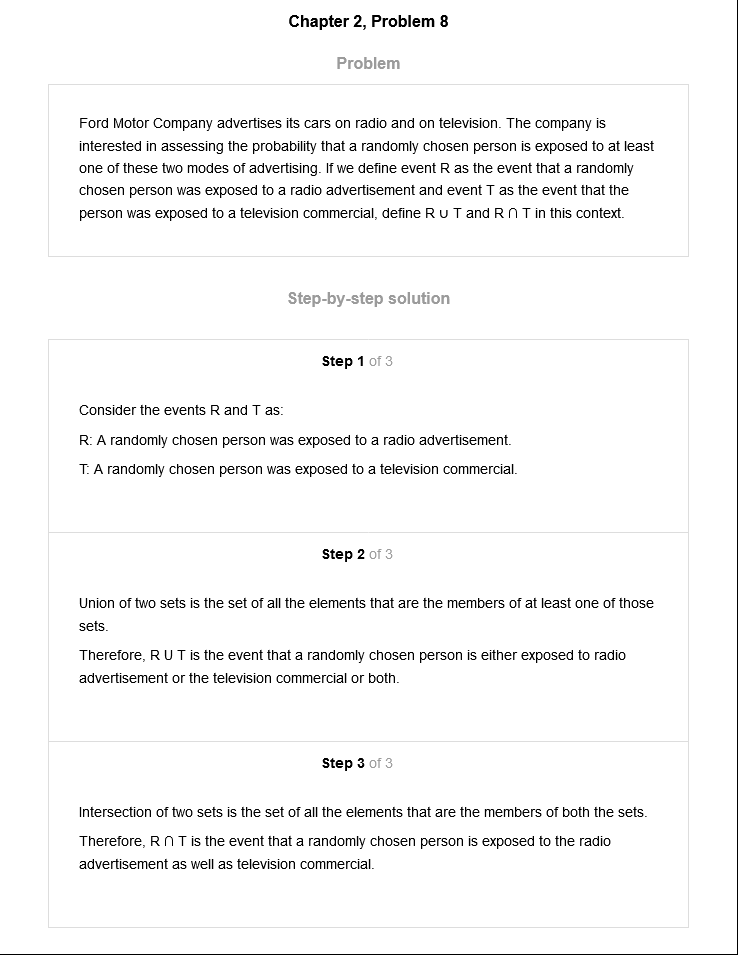 Chapter 2, Problem 8
Problem
Ford Motor Company advertises its cars on radio and on television. The company is
interested in assessing the probability that a randomly chosen person is exposed to at least
one of these two modes of advertising. If we define event R as the event that a randomly
chosen person was exposed to a radio advertisement and event T as the event that the
person was exposed to a television commercial, define R ∪ T and R ∩ T in this context.
Step-by-step solution
Step 1 of 3
Consider the events R and T as:
R: A randomly chosen person was exposed to a radio advertisement.
T: A randomly chosen person was exposed to a television commercial.
Step 2 of 3
Union of two sets is the set of all the elements that are the members of at least one of those
sets.
Therefore, R U T is the event that a randomly chosen person is either exposed to radio
advertisement or the television commercial or both.
Step 3 of 3
Intersection of two sets is the set of all the elements that are the members of both the sets.
Therefore, R ∩ T is the event that a randomly chosen person is exposed to the radio
advertisement as well as television commercial.